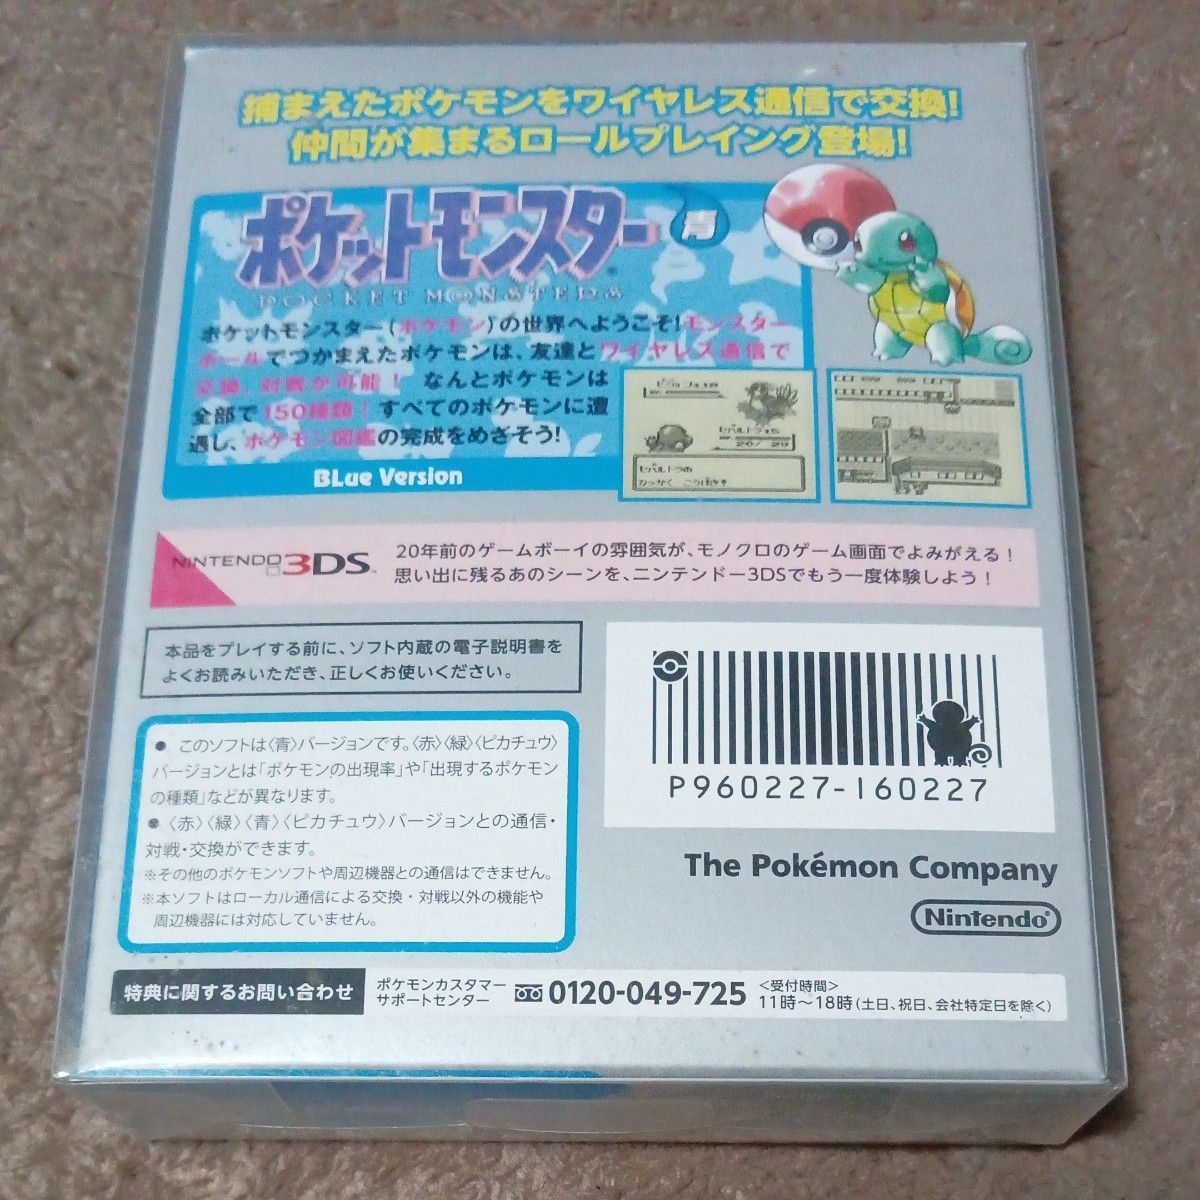 捕まえたポケモンをワイヤレス通信で交換!
仲間が集まるロールプレイング登場!
ポケットモンスター 青
POCKET MONSTERS
ポケットモンスター(ポケモン)の世界へようこそ!モンスター
ボールでつかまえたポケモンは、友達とワイヤレス通信で
交換、対戦が可能! なんとポケモンは
全部で150種類! すべてのポケモンに遭
遇し、ポケモン図鑑の完成をめざそう!
BLue Version
20/ 20
NINTENDO 3DS™
20年前のゲームボーイの雰囲気が、モノクロのゲーム画面でよみがえる!
思い出に残るあのシーンを、ニンテンドー3DSでもう一度体験しよう!
本品をプレイする前に、ソフト内蔵の電子説明書を
よくお読みいただき、正しくお使いください。
● このソフトは〈青〉バージョンです。〈赤〉〈緑〉〈ピカチュウ〉
バージョンとは「ポケモンの出現率」や「出現するポケモン
の種類」などが異なります。
● 〈赤〉〈緑〉〈青〉〈ピカチュウ〉バージョンとの通信・
対戦・交換ができます。
※その他のポケモンソフトや周辺機器との通信はできません。
※本ソフトはローカル通信による交換・対戦以外の機能や
周辺機器には対応していません。
P960227-160227
The Pokémon Company
Nintendo®
特典に関するお問い合わせ
ポケモンカスタマー
サポートセンター
0120-049-725
<受付時間>
11時～18時(土日、祝日、会社特定日を除く)